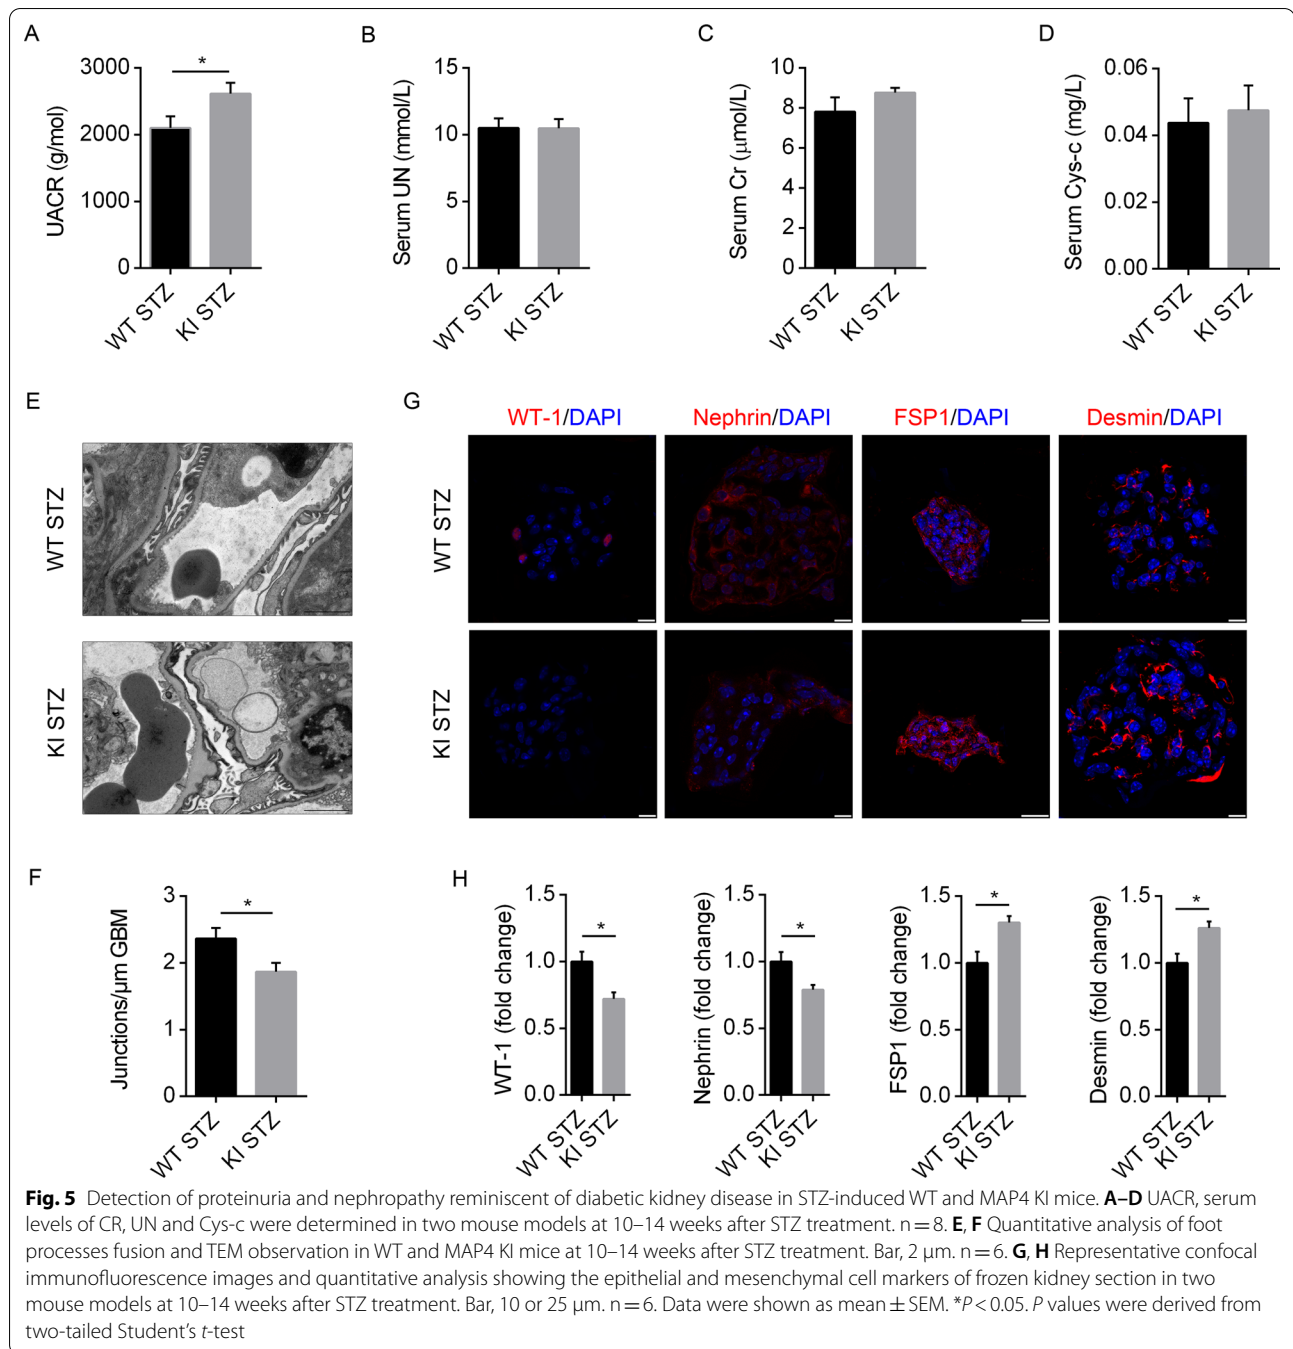 A
B
C
D
3000
2000
1000
0
UACR (g/mol)
*
WT STZ
KI STZ
15
10
5
0
Serum UN (mmol/L)
WT STZ
KI STZ
10
8
6
4
2
0
Serum Cr (μmol/L)
WT STZ
KI STZ
0.06
0.04
0.02
0.00
Serum Cys-c (mg/L)
WT STZ
KI STZ
E
WT STZ
KI STZ
G
WT-1/DAPI
Nephrin/DAPI
FSP1/DAPI
Desmin/DAPI
WT STZ
KI STZ
F
3
2
1
0
Junctions/μm GBM
*
WT STZ
KI STZ
H
1.5
1.0
0.5
0.0
WT-1 (fold change)
*
WT STZ
KI STZ
1.5
1.0
0.5
0.0
Nephrin (fold change)
*
WT STZ
KI STZ
1.5
1.0
0.5
0.0
FSP1 (fold change)
*
WT STZ
KI STZ
1.5
1.0
0.5
0.0
Desmin (fold change)
*
WT STZ
KI STZ
Fig. 5 Detection of proteinuria and nephropathy reminiscent of diabetic kidney disease in STZ-induced WT and MAP4 KI mice. A–D UACR, serum
levels of CR, UN and Cys-c were determined in two mouse models at 10–14 weeks after STZ treatment. n = 8. E, F Quantitative analysis of foot
processes fusion and TEM observation in WT and MAP4 KI mice at 10–14 weeks after STZ treatment. Bar, 2 μm. n = 6. G, H Representative confocal
immunofluorescence images and quantitative analysis showing the epithelial and mesenchymal cell markers of frozen kidney section in two
mouse models at 10–14 weeks after STZ treatment. Bar, 10 or 25 μm. n = 6. Data were shown as mean ± SEM. *P < 0.05. P values were derived from
two-tailed Student's t-test